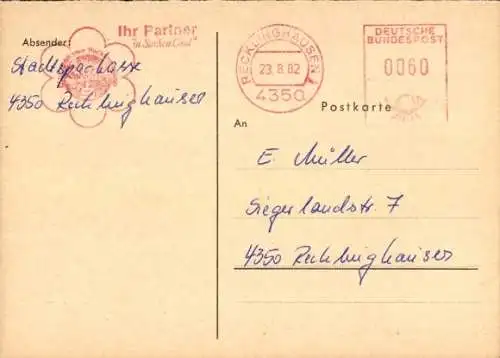 Ihr Partner
in Sachen Geld
Absender:
Stadtsparkasse
4350 Recklinghausen
RECKLINGHAUSEN 1
23.8.82
4350
DEUTSCHE
BUNDESPOST
0060
Postkarte
An
E. Müller
Siegerlandstr. 7
4350 Recklinghausen